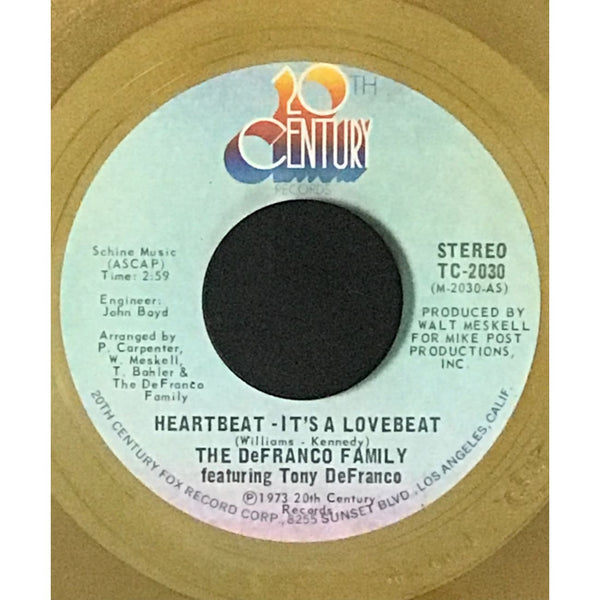 20TH
CENTURY
RECORDS
Schine Music
(ASCAP)
Time: 2:59
Engineer:
John Boyd
Arranged by
P. Carpenter,
W. Meskell,
T. Bahler &
The DeFranco
Family
STEREO
TC-2030
(M-2030-AS)
PRODUCED BY
WALT MESKELL
FOR MIKE POST
PRODUCTIONS,
INC.
HEARTBEAT - IT'S A LOVEBEAT
(Williams - Kennedy)
THE DeFRANCO FAMILY
featuring Tony DeFranco
Ⓟ1973 20th Century
Records
20TH CENTURY FOX RECORD CORP., 8255 SUNSET BLVD., LOS ANGELES, CALIF.